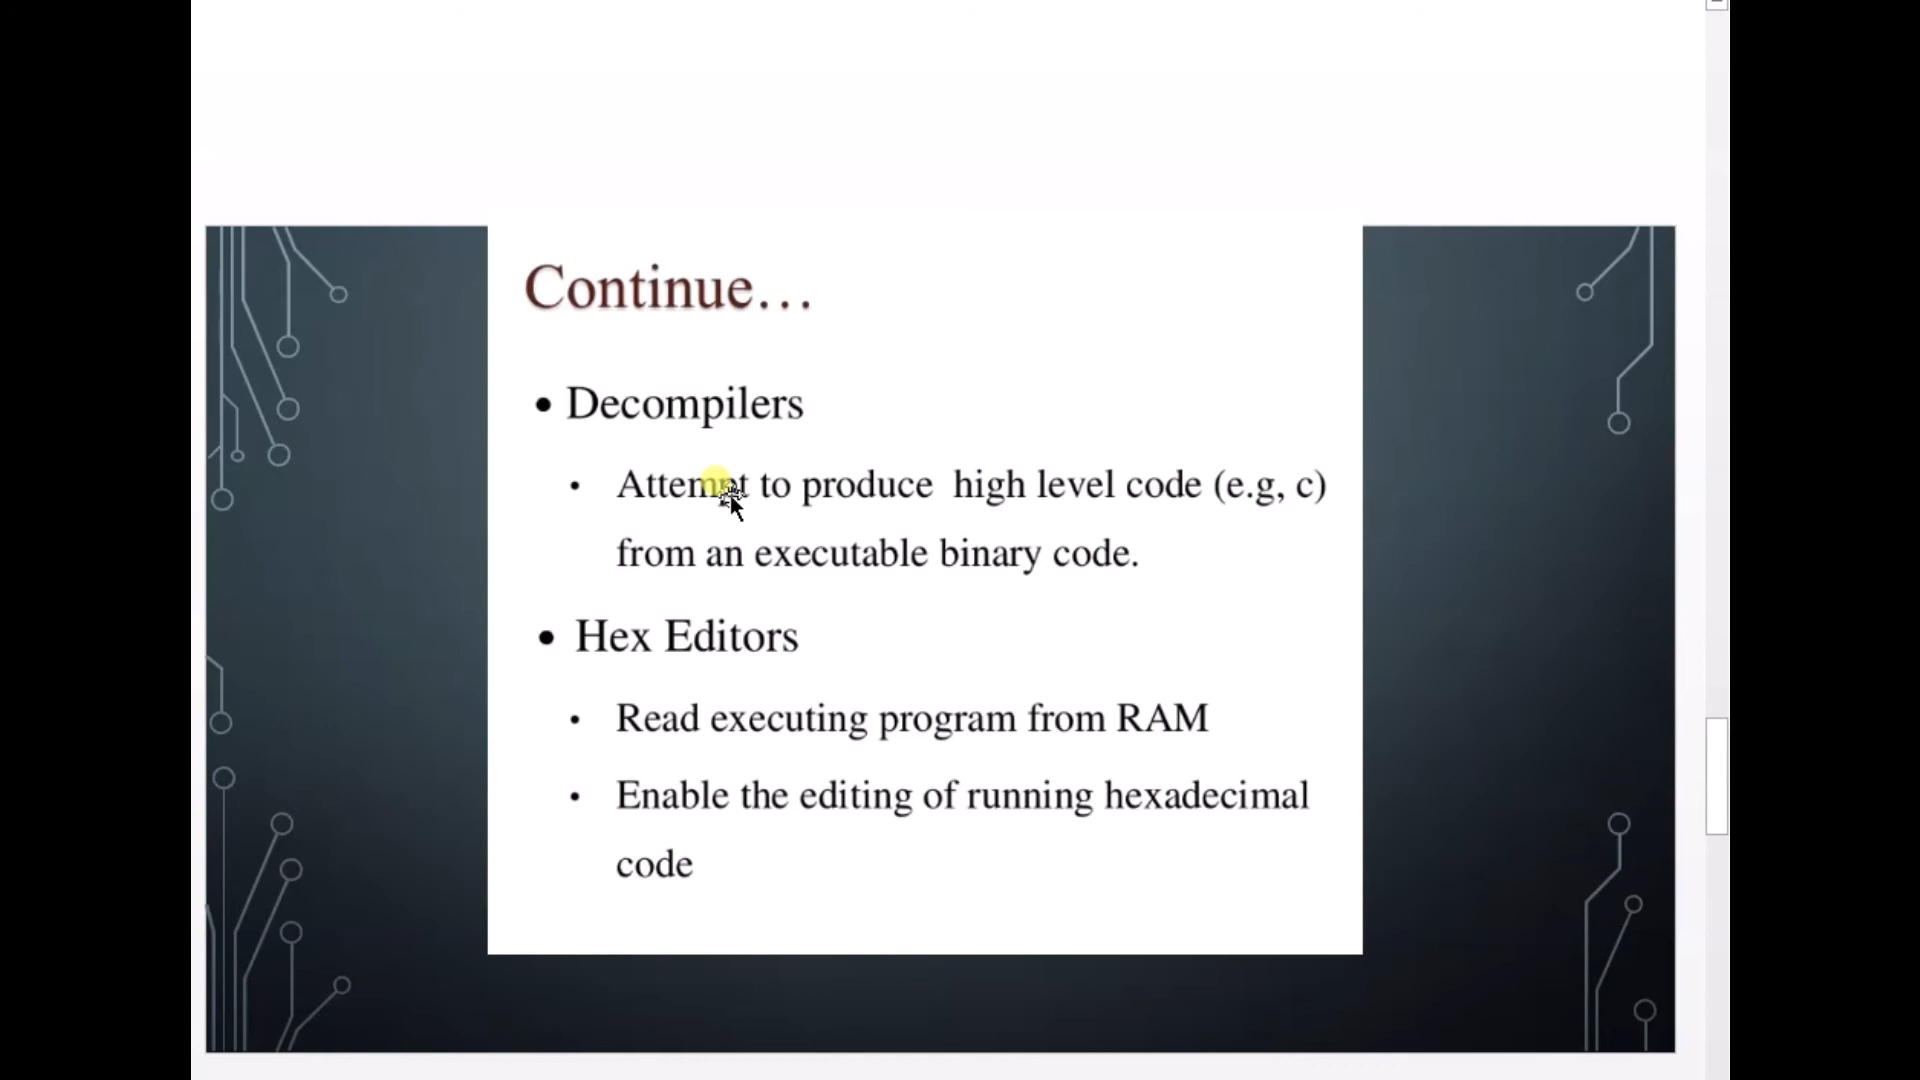 Continue...
• Decompilers
• Attempt to produce high level code (e.g, c)
from an executable binary code.
• Hex Editors
• Read executing program from RAM
• Enable the editing of running hexadecimal
code